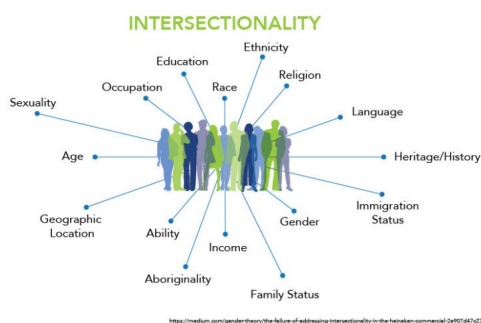 INTERSECTIONALITY
Ethnicity
Education
Religion
Occupation
Race
Sexuality
Language
Age
Heritage/History
Immigration
Status
Geographic
Location
Ability
Gender
Income
Aboriginality
Family Status